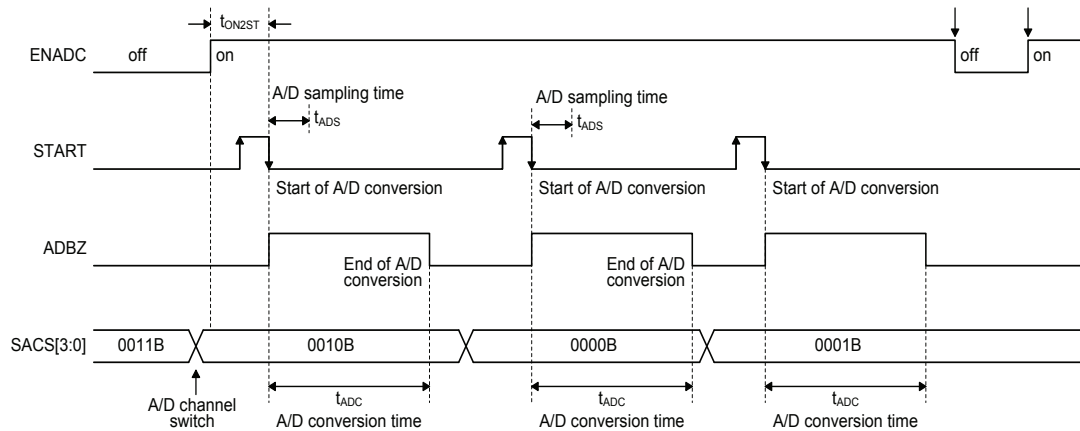 tON2ST
ENADC off on off on
A/D sampling time A/D sampling time
tADS tADS
START
Start of A/D conversion Start of A/D conversion Start of A/D conversion
ADBZ
End of A/D conversion End of A/D conversion
SACS[3:0] 0011B 0010B 0000B 0001B
A/D channel switch
tADC tADC tADC
A/D conversion time A/D conversion time A/D conversion time